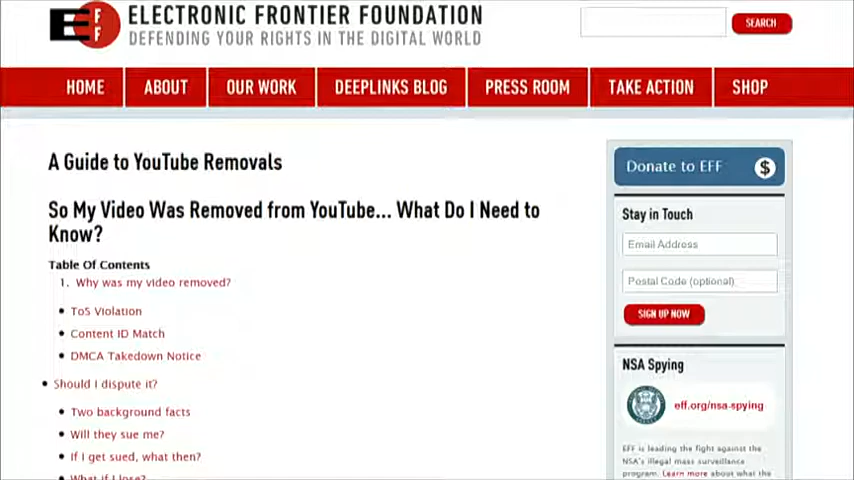 E F F
ELECTRONIC FRONTIER FOUNDATION
DEFENDING YOUR RIGHTS IN THE DIGITAL WORLD
SEARCH
HOME ABOUT OUR WORK DEEPLINKS BLOG PRESS ROOM TAKE ACTION SHOP
A Guide to YouTube Removals
So My Video Was Removed from YouTube... What Do I Need to
Know?
Table Of Contents
1. Why was my video removed?
• ToS Violation
• Content ID Match
• DMCA Takedown Notice
• Should I dispute it?
• Two background facts
• Will they sue me?
• If I get sued, what then?
• What if I lose?
Donate to EFF $
Stay in Touch
Email Address
Postal Code (optional)
SIGN UP NOW
NSA Spying
eff.org/nsa-spying
EFF is leading the fight against the
NSA's illegal mass surveillance
program. Learn more about what the